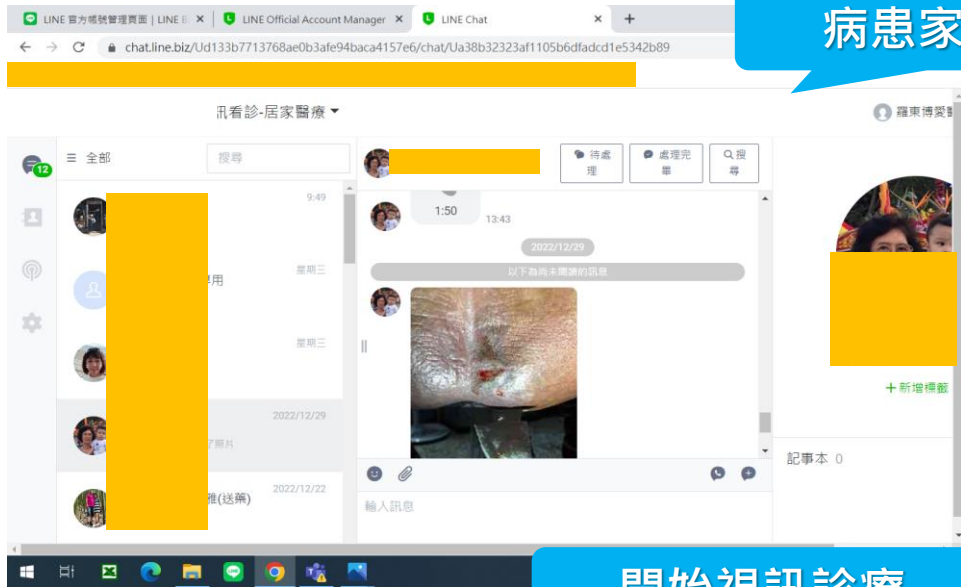 LINE 官方帳號管理頁面 | LINE
LINE Official Account Manager
LINE Chat
病患家
chat.line.biz/Ud133b7713768ae0b3afe94baca4157e6/chat/Ua38b32323af1105b6dfadcd1e5342b89
訊看診-居家醫療
羅東博愛
12
全部
搜尋
待處理
處理完畢
搜尋
9:49
1:50
13:43
2022/12/29
以下為尚未閱讀的訊息
星期三
用
星期三
2022/12/29
了照片
+新增標籤
記事本 0
2022/12/22
雅(送藥)
輸入訊息
開始視訊診療